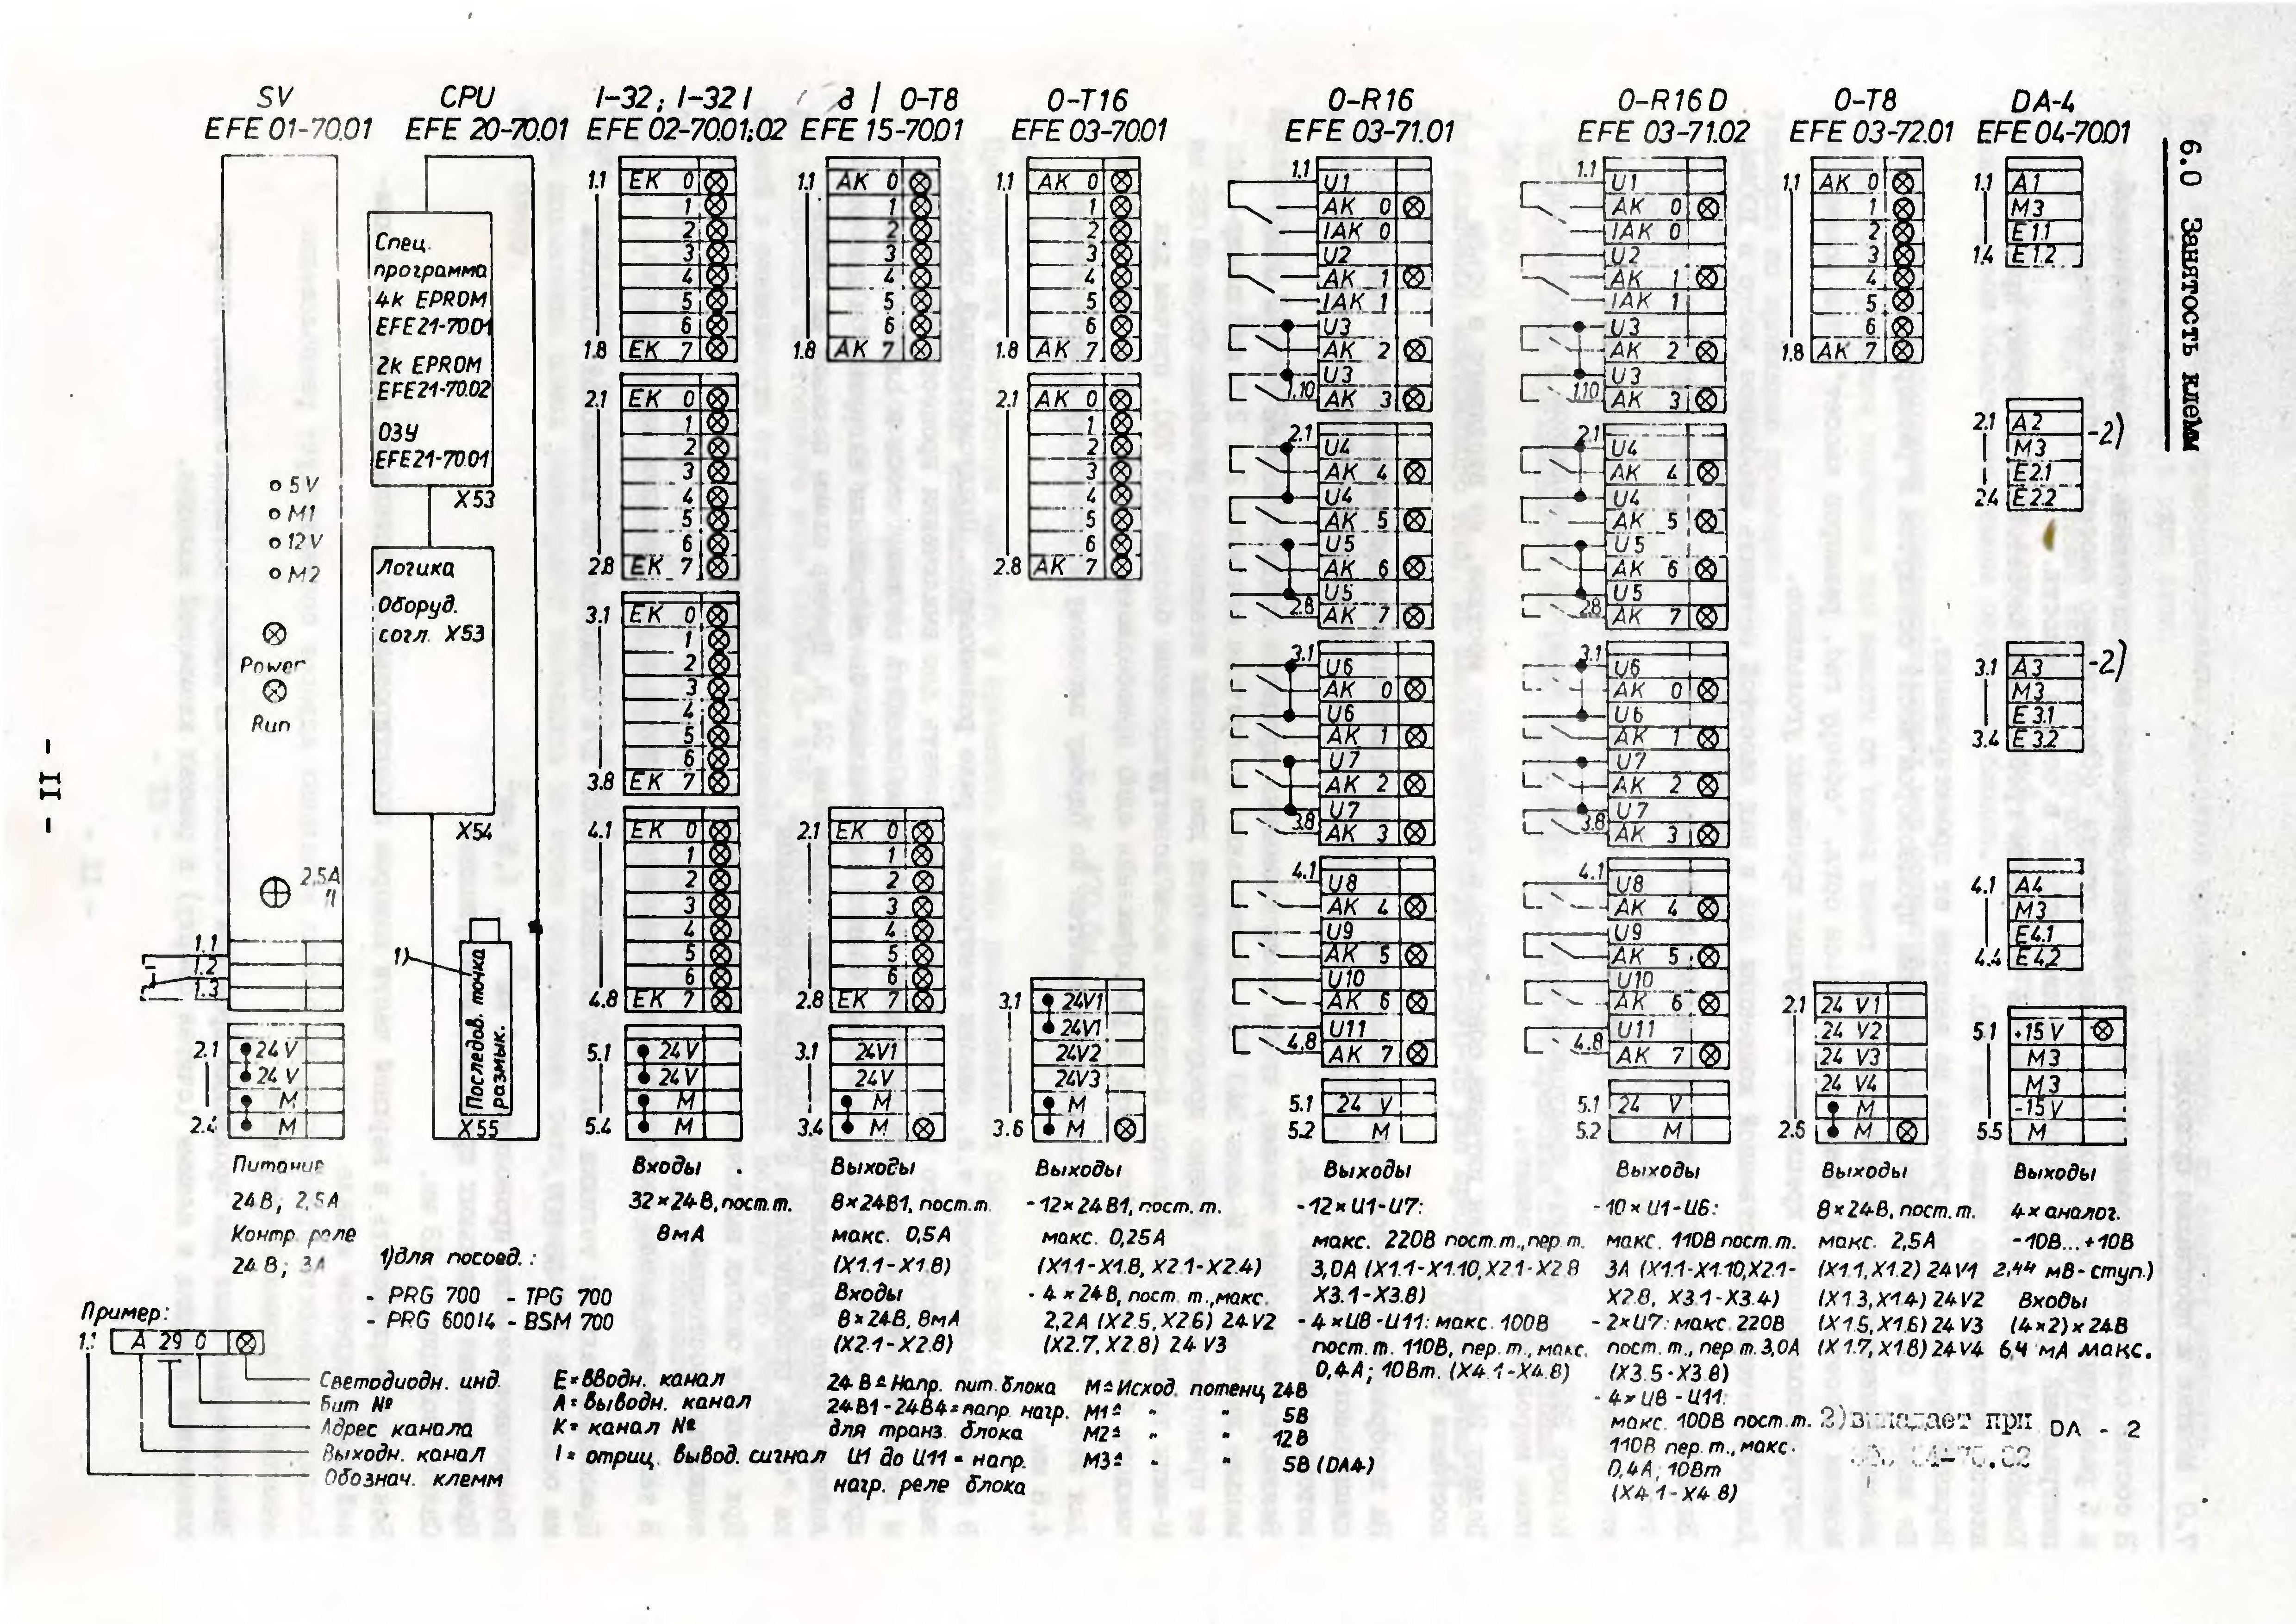 6.0 Занятость клемм
- II -
SV
EFE 01-70.01
5V
M1
12V
M2
Power
Run
2,5A
1.1
1.2
1.3
2.1 24V
24V
M
2.4 M
Питание
24В; 2,5А
Контр. реле
24В; 3А
CPU
EFE 20-70.01
Спец.
программа
4k EPROM
EFE21-70.01
2k EPROM
EFE21-70.02
ОЗУ
EFE21-70.01
X53
Логика
Оборуд.
согл. X53
X54
1)
Последов. точка
размык.
X55
1)для посоед.:
- PRG 700 - TPG 700
- PRG 600 14 - BSM 700
I-32; I-32 I
EFE 02-70.01;02
1.1 EK 0
1
2
3
4
5
6
1.8 EK 7
2.1 EK 0
1
2
3
4
5
6
2.8 EK 7
3.1 EK 0
1
2
3
4
5
6
3.8 EK 7
4.1 EK 0
1
2
3
4
5
6
4.8 EK 7
5.1 24V
24V
M
5.4 M
Входы
32×24В, пост.т.
8мА
O-T8
EFE 15-70.01
1.1 AK 0
1
2
3
4
5
6
1.8 AK 7
2.1 EK 0
1
2
3
4
5
6
2.8 EK 7
3.1 24V1
24V
M
3.4 M
Выходы
8×24В1, пост.т.
макс. 0,5А
(X1.1-X1.8)
Входы
8×24В, 8мА
(X2.1-X2.8)
O-T16
EFE 03-70.01
1.1 AK 0
1
2
3
4
5
6
1.8 AK 7
2.1 AK 0
1
2
3
4
5
6
2.8 AK 7
3.1 24V1
24V1
24V2
24V3
M
3.6 M
Выходы
-12×24В1, пост. т.
макс. 0,25А
(X1.1-X1.8, X2.1-X2.4)
- 4×24В, пост. т., макс.
2,2А (X2.5, X2.6) 24V2
(X2.7, X2.8) 24 V3
O-R16
EFE 03-71.01
1.1 U1
AK 0
IAK 0
U2
AK 1
IAK 1
U3
AK 2
U3
1.10 AK 3
2.1 U4
AK 4
U4
AK 5
U5
AK 6
U5
2.8 AK 7
3.1 U6
AK 0
U6
AK 1
U7
AK 2
U7
3.8 AK 3
4.1 U8
AK 4
U9
AK 5
U10
AK 6
U11
4.8 AK 7
5.1 24 V
5.2 M
Выходы
-12×U1-U7:
макс. 220В пост.т., пер.т.
3,0А (X1.1-X1.10, X2.1-X2.8
X3.1-X3.8)
- 4×U8-U11: макс. 100В
пост. т. 110В, пер. т., макс.
0,4А; 10Вт. (X4.1-X4.8)
O-R16 D
EFE 03-71.02
1.1 U1
AK 0
IAK 0
U2
AK 1
IAK 1
U3
AK 2
U3
1.10 AK 3
2.1 U4
AK 4
U4
AK 5
U5
AK 6
U5
2.8 AK 7
3.1 U6
AK 0
U6
AK 1
U7
AK 2
U7
3.8 AK 3
4.1 U8
AK 4
U9
AK 5
U10
AK 6
U11
4.8 AK 7
5.1 24 V
5.2 M
Выходы
-10×U1-U6:
макс. 110В пост.т.
3А (X1.1-X1.10, X2.1-
X2.8, X3.1-X3.4)
- 2×U7: макс. 220В
пост. т., пер. т. 3,0А
(X3.5-X3.8)
- 4×U8-U11:
макс. 100В пост. т.
110В пер. т., макс.
0,4А; 10Вт
(X4.1-X4.8)
O-T8
EFE 03-72.01
1.1 AK 0
1
2
3
4
5
6
1.8 AK 7
2.1 24 V1
24 V2
24 V3
24 V4
M
2.6 M
Выходы
8×24В, пост. т.
макс. 2,5А
(X1.1, X1.2) 24V1
(X1.3, X1.4) 24V2
(X1.5, X1.6) 24V3
(X1.7, X1.8) 24V4
DA-4
EFE 04-70.01
1.1 A1
M3
E1.1
1.4 E1.2
2.1 A2 -2)
M3
E2.1
2.4 E2.2
3.1 A3 -2)
M3
E3.1
3.4 E3.2
4.1 A4
M3
E4.1
4.4 E4.2
5.1 +15V
M3
M3
-15V
5.5 M
Выходы
4×аналог.
-10В...+10В
2,44 мВ-ступ.)
Входы
(4×2)×24В
6,4 мА макс.
2)выпадает при DA - 2
Пример:
1.1 A 29 0
Светодиодн. инд.
Бит №
Адрес канала
Выходн. канал
Обознач. клемм
E=вводн. канал
A=выводн. канал
K= канал №
I = отриц. вывод. сигнал
24В≙Напр. пит. блока
24В1-24В4=напр. нагр.
для транз. блока
U1 до U11 = напр.
нагр. реле блока
M≙Исход. потенц 24В
M1≙ " " 5В
M2≙ " " 12В
M3≙ " " 5В (DA4)